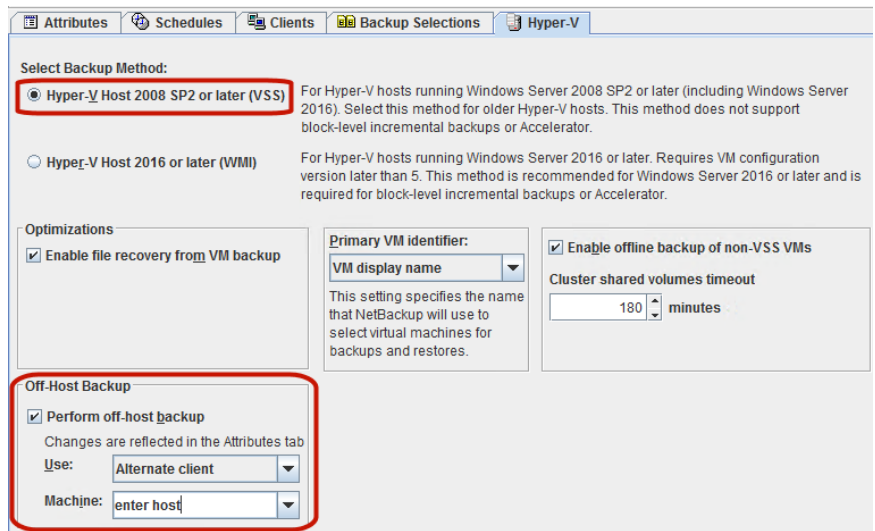 Attributes
Schedules
Clients
Backup Selections
Hyper-V
Select Backup Method:
Hyper-V Host 2008 SP2 or later (VSS)
For Hyper-V hosts running Windows Server 2008 SP2 or later (including Windows Server
2016). Select this method for older Hyper-V hosts. This method does not support
block-level incremental backups or Accelerator.
Hyper-V Host 2016 or later (WMI)
For Hyper-V hosts running Windows Server 2016 or later. Requires VM configuration
version later than 5. This method is recommended for Windows Server 2016 or later and is
required for block-level incremental backups or Accelerator.
Optimizations
Enable file recovery from VM backup
Primary VM identifier:
VM display name
This setting specifies the name
that NetBackup will use to
select virtual machines for
backups and restores.
Enable offline backup of non-VSS VMs
Cluster shared volumes timeout
180 minutes
Off-Host Backup
Perform off-host backup
Changes are reflected in the Attributes tab
Use: Alternate client
Machine: enter host